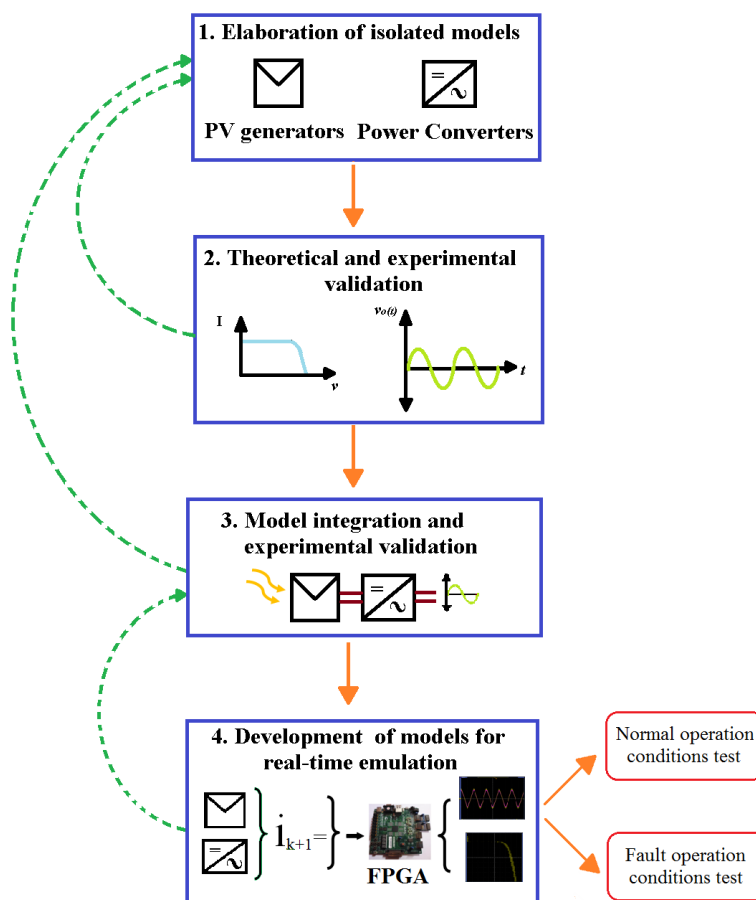 1. Elaboration of isolated models
=
~
PV generators
Power Converters
2. Theoretical and experimental
validation
I
v
vo(t)
t
3. Model integration and
experimental validation
=
~
4. Development of models for
real-time emulation
=
~
i k+1 =
FPGA
Normal operation
conditions test
Fault operation
conditions test